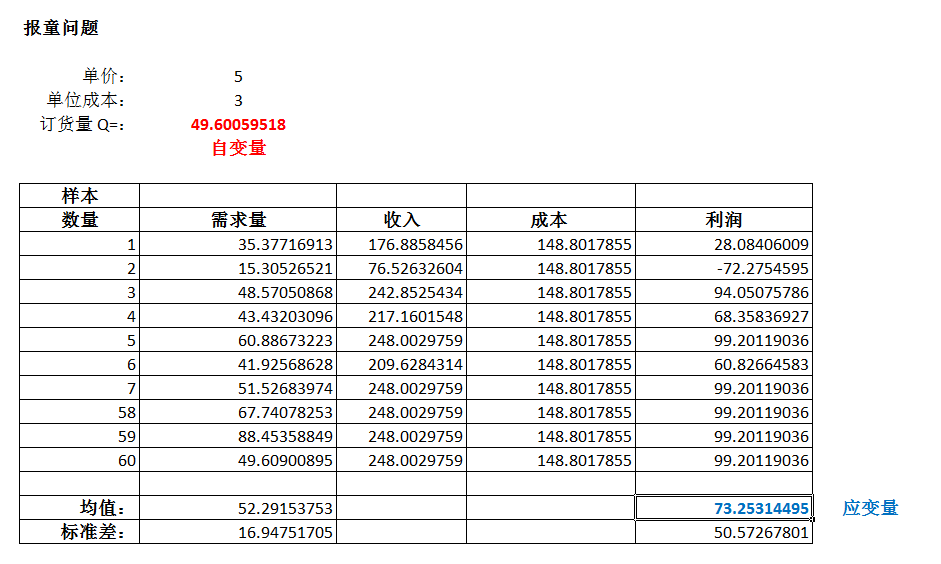 报童问题
单价： 5
单位成本： 3
订货量 Q=： 49.60059518
自变量
样本
数量 需求量 收入 成本 利润
1 35.37716913 176.8858456 148.8017855 28.08406009
2 15.30526521 76.52632604 148.8017855 -72.2754595
3 48.57050868 242.8525434 148.8017855 94.05075786
4 43.43203096 217.1601548 148.8017855 68.35836927
5 60.88673223 248.0029759 148.8017855 99.20119036
6 41.92568628 209.6284314 148.8017855 60.82664583
7 51.52683974 248.0029759 148.8017855 99.20119036
58 67.74078253 248.0029759 148.8017855 99.20119036
59 88.45358849 248.0029759 148.8017855 99.20119036
60 49.60900895 248.0029759 148.8017855 99.20119036
均值： 52.29153753 73.25314495 应变量
标准差： 16.94751705 50.57267801